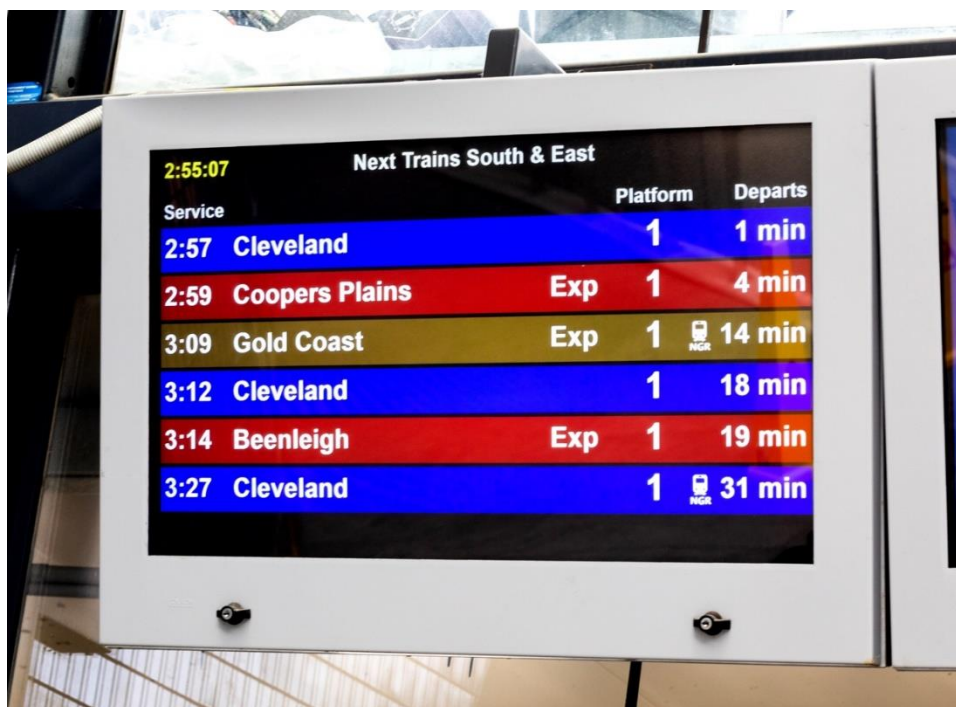 2:55:07 Next Trains South & East
Service Platform Departs
2:57 Cleveland 1 1 min
2:59 Coopers Plains Exp 1 4 min
3:09 Gold Coast Exp 1 NGR 14 min
3:12 Cleveland 1 18 min
3:14 Beenleigh Exp 1 19 min
3:27 Cleveland 1 NGR 31 min